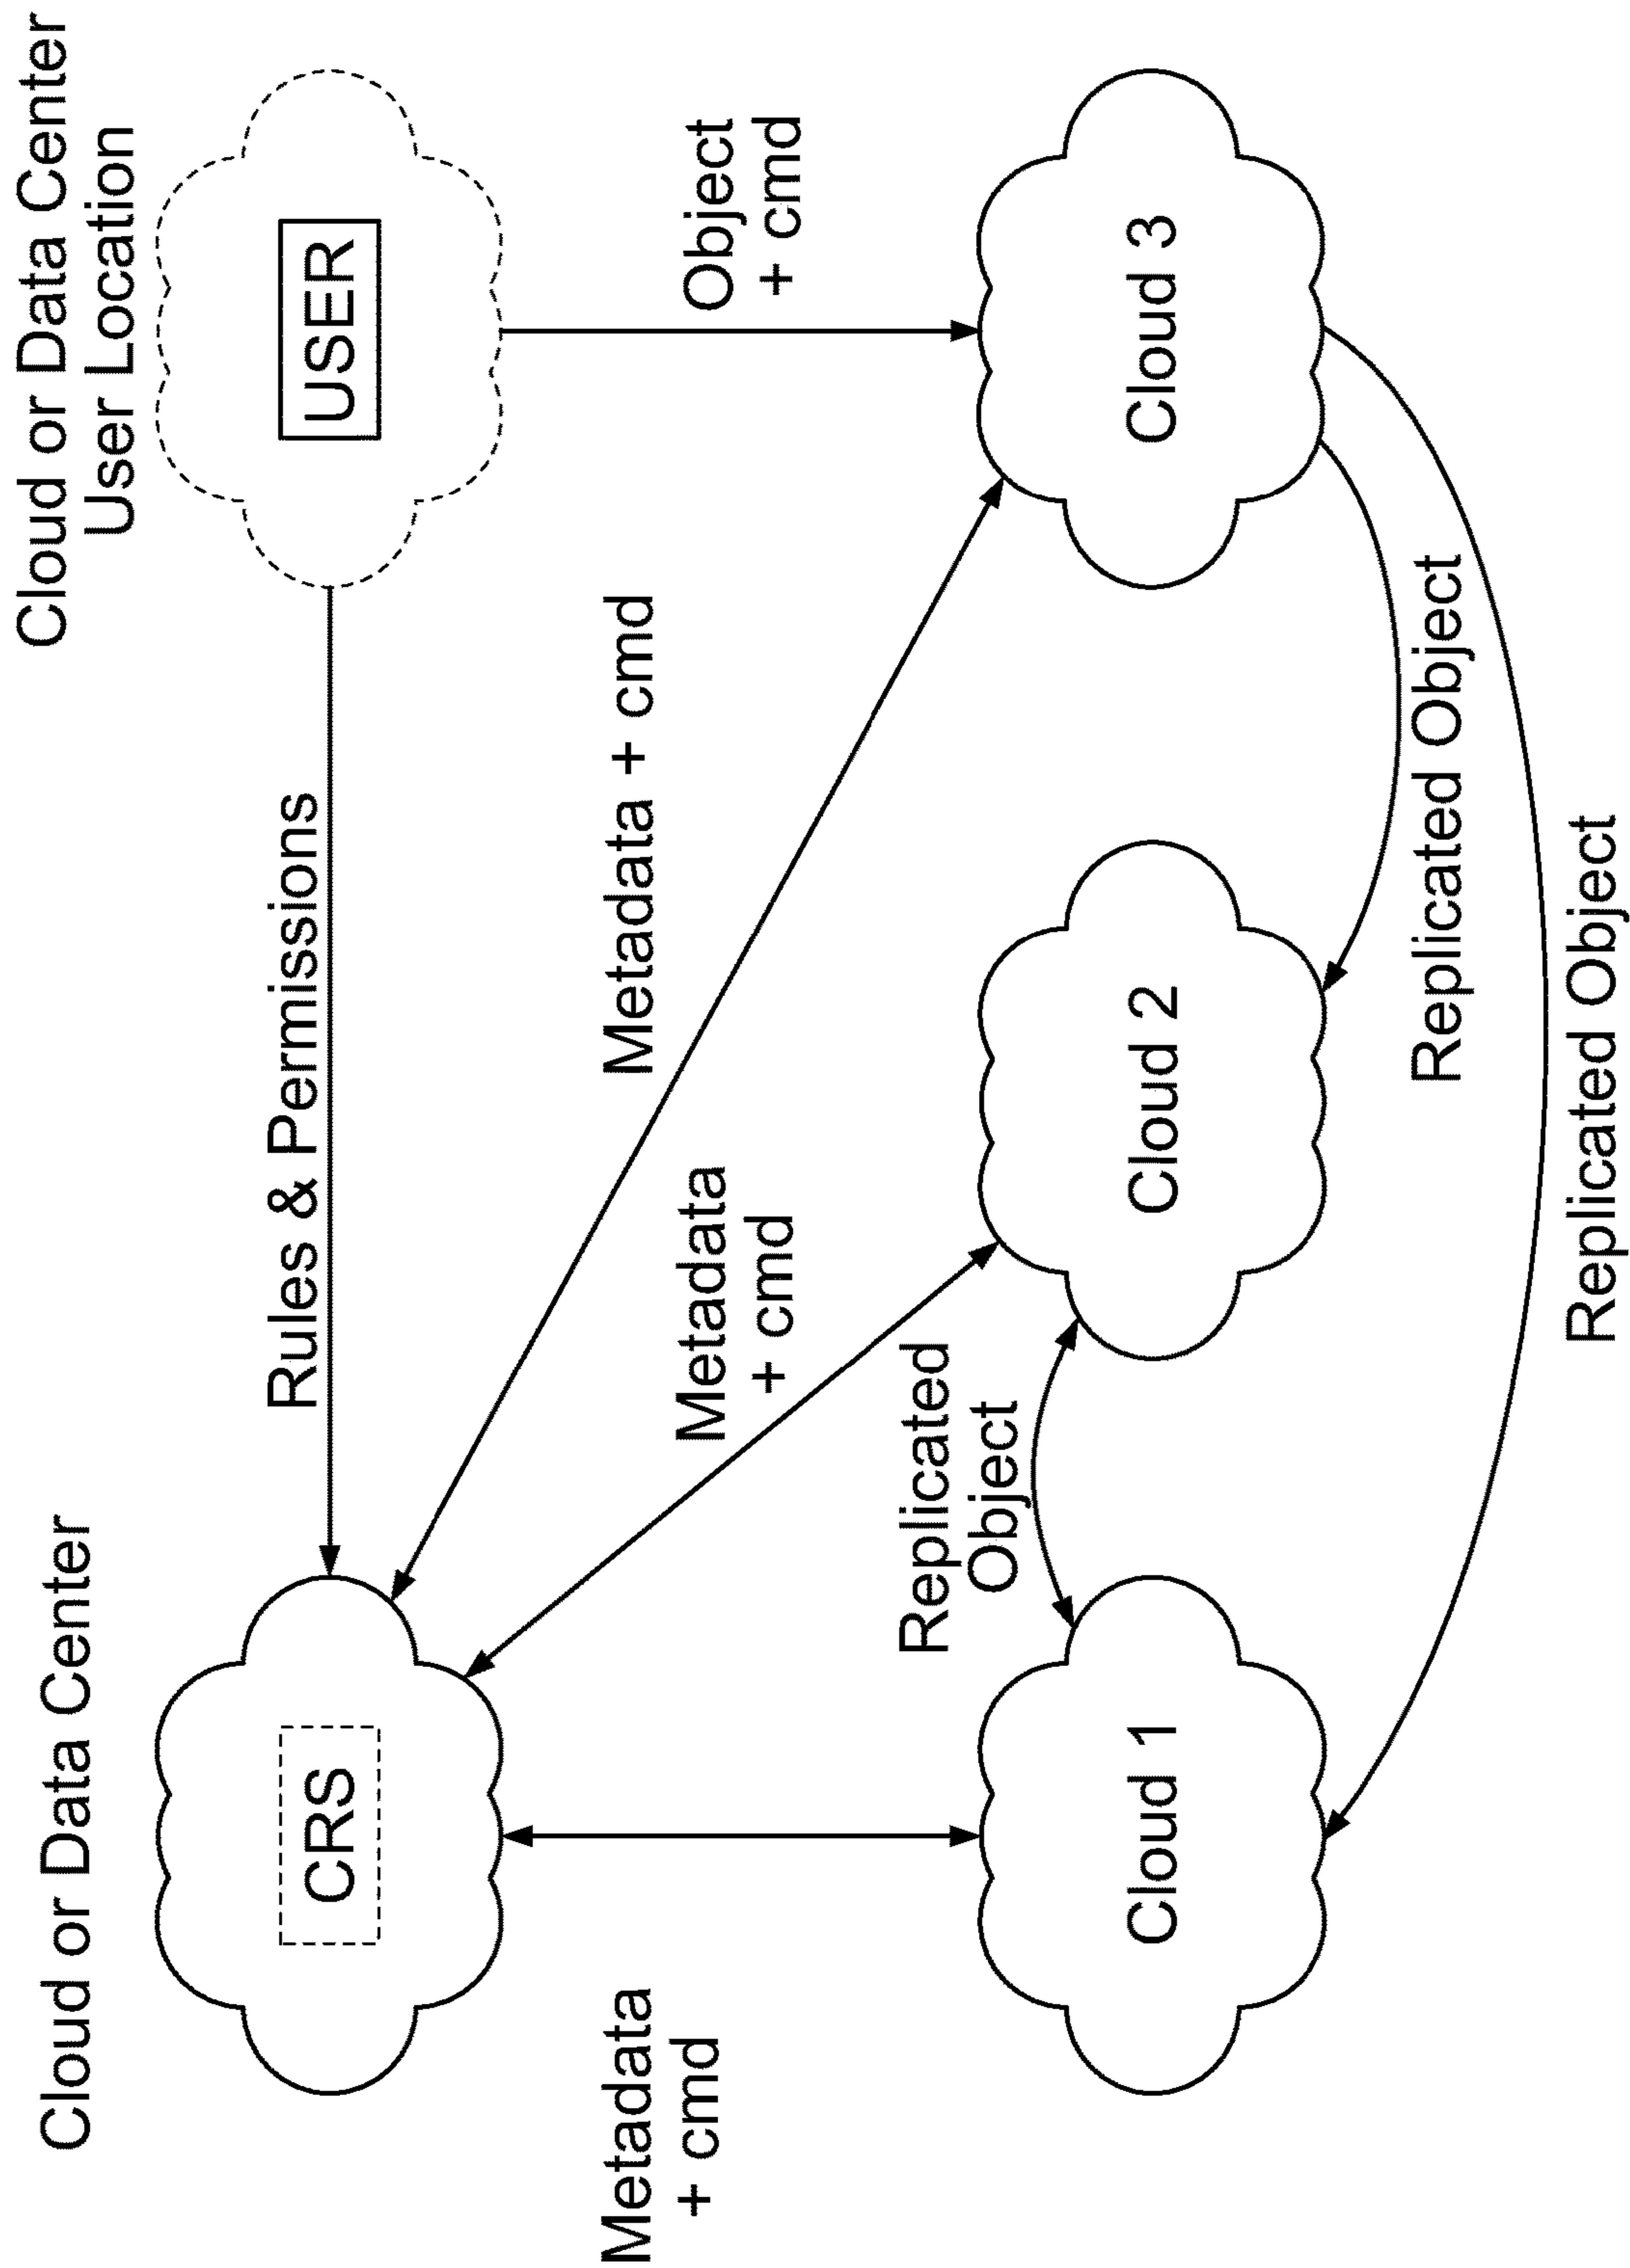 Cloud or Data Center
Cloud or Data Center
User Location
CRS
Rules & Permissions
USER
Metadata
+ cmd
Metadata
+ cmd
Metadata + cmd
Object
+ cmd
Replicated
Object
Cloud 1
Cloud 2
Cloud 3
Replicated Object
Replicated Object